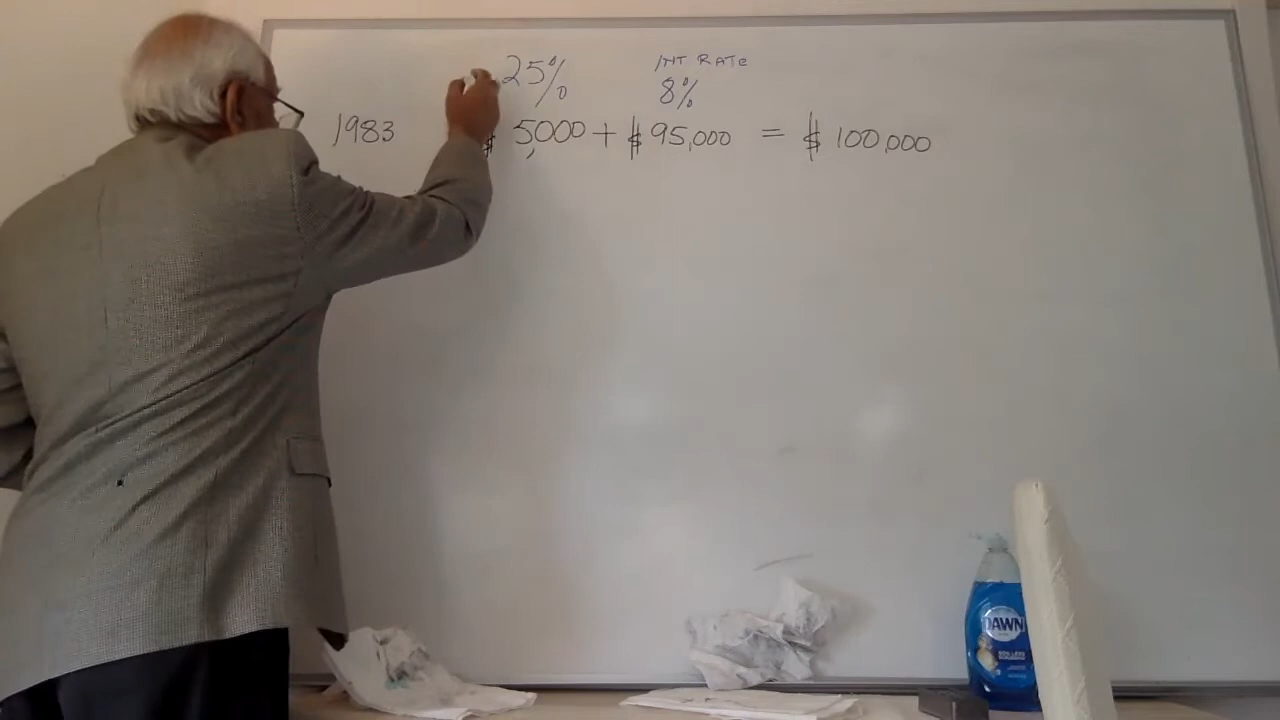 25% INT RATE
8%
1983 $ 5,000 + $ 95,000 = $ 100,000
DAWN